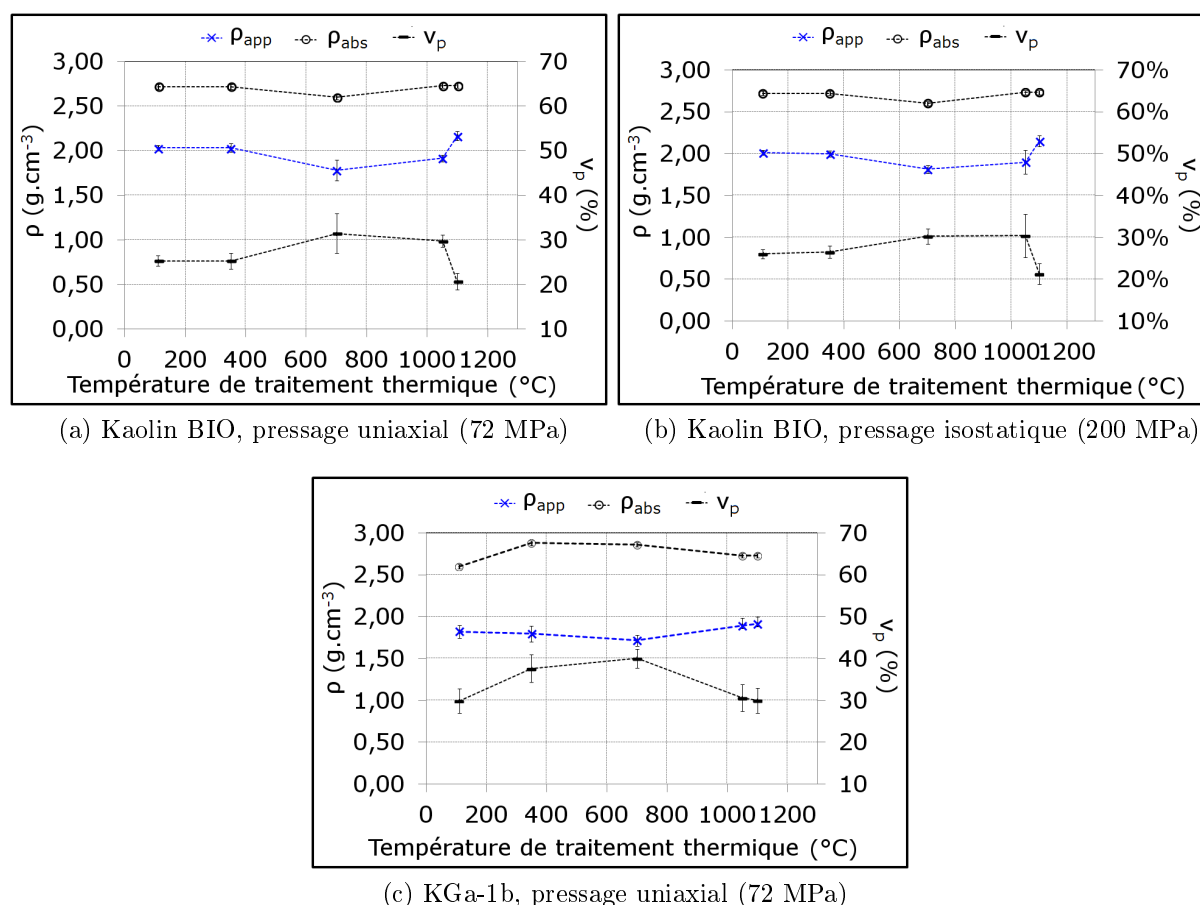 ρapp ρabs vp
3,00
2,50
2,00
1,50
1,00
0,50
0,00
ρ (g.cm-3)
70
60
50
40
30
20
10
vp (%)
0 200 400 600 800 1000 1200
Température de traitement thermique (°C)
(a) Kaolin BIO, pressage uniaxial (72 MPa)
ρapp ρabs vp
3,00
2,50
2,00
1,50
1,00
0,50
0,00
ρ (g.cm-3)
70%
60%
50%
40%
30%
20%
10%
vp (%)
0 200 400 600 800 1000 1200
Température de traitement thermique (°C)
(b) Kaolin BIO, pressage isostatique (200 MPa)
ρapp ρabs vp
3,00
2,50
2,00
1,50
1,00
0,50
0,00
ρ (g.cm-3)
70
60
50
40
30
20
10
vp (%)
0 200 400 600 800 1000 1200
Température de traitement thermique (°C)
(c) KGa-1b, pressage uniaxial (72 MPa)